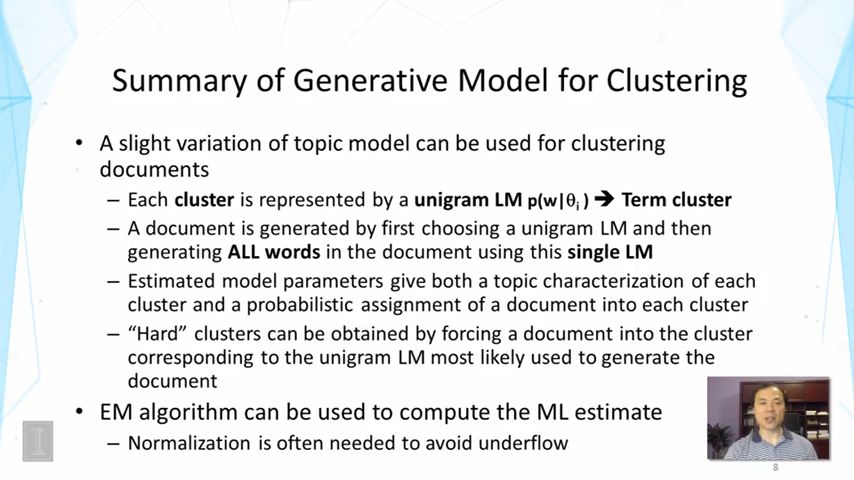 Summary of Generative Model for Clustering
• A slight variation of topic model can be used for clustering
documents
– Each cluster is represented by a unigram LM p(w|θi ) ➔ Term cluster
– A document is generated by first choosing a unigram LM and then
generating ALL words in the document using this single LM
– Estimated model parameters give both a topic characterization of each
cluster and a probabilistic assignment of a document into each cluster
– “Hard” clusters can be obtained by forcing a document into the cluster
corresponding to the unigram LM most likely used to generate the
document
• EM algorithm can be used to compute the ML estimate
– Normalization is often needed to avoid underflow
I
8